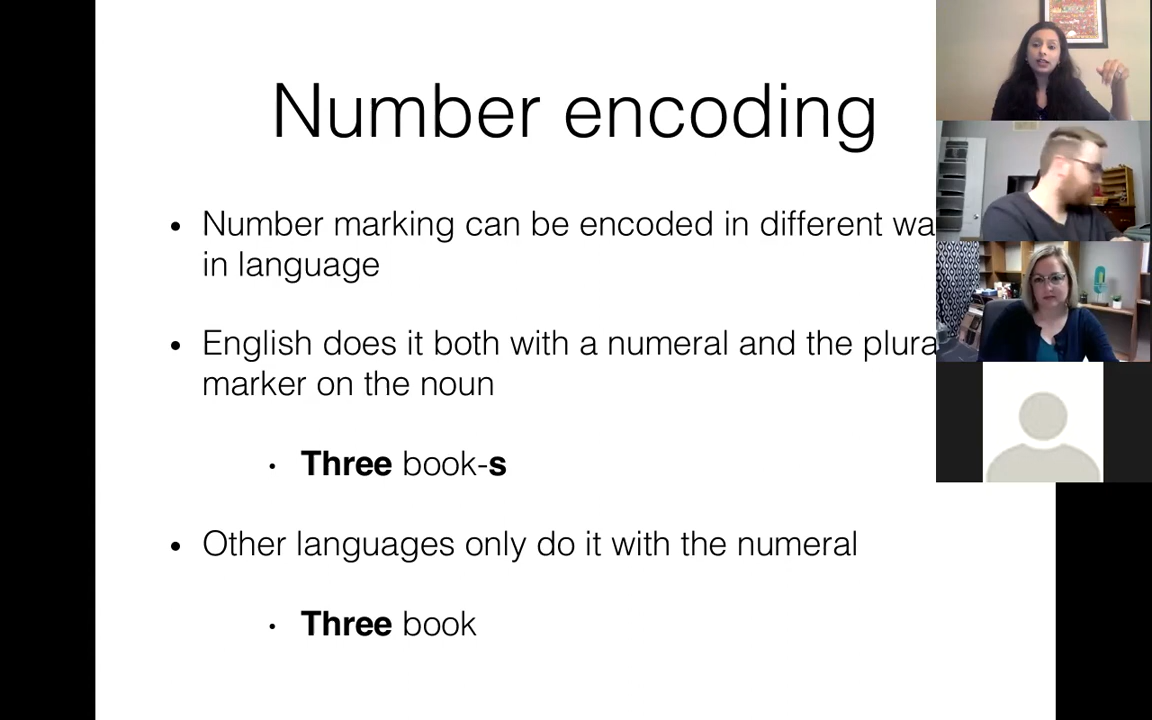 Number encoding
• Number marking can be encoded in different wa
in language
• English does it both with a numeral and the plura
marker on the noun
• Three book-s
• Other languages only do it with the numeral
• Three book